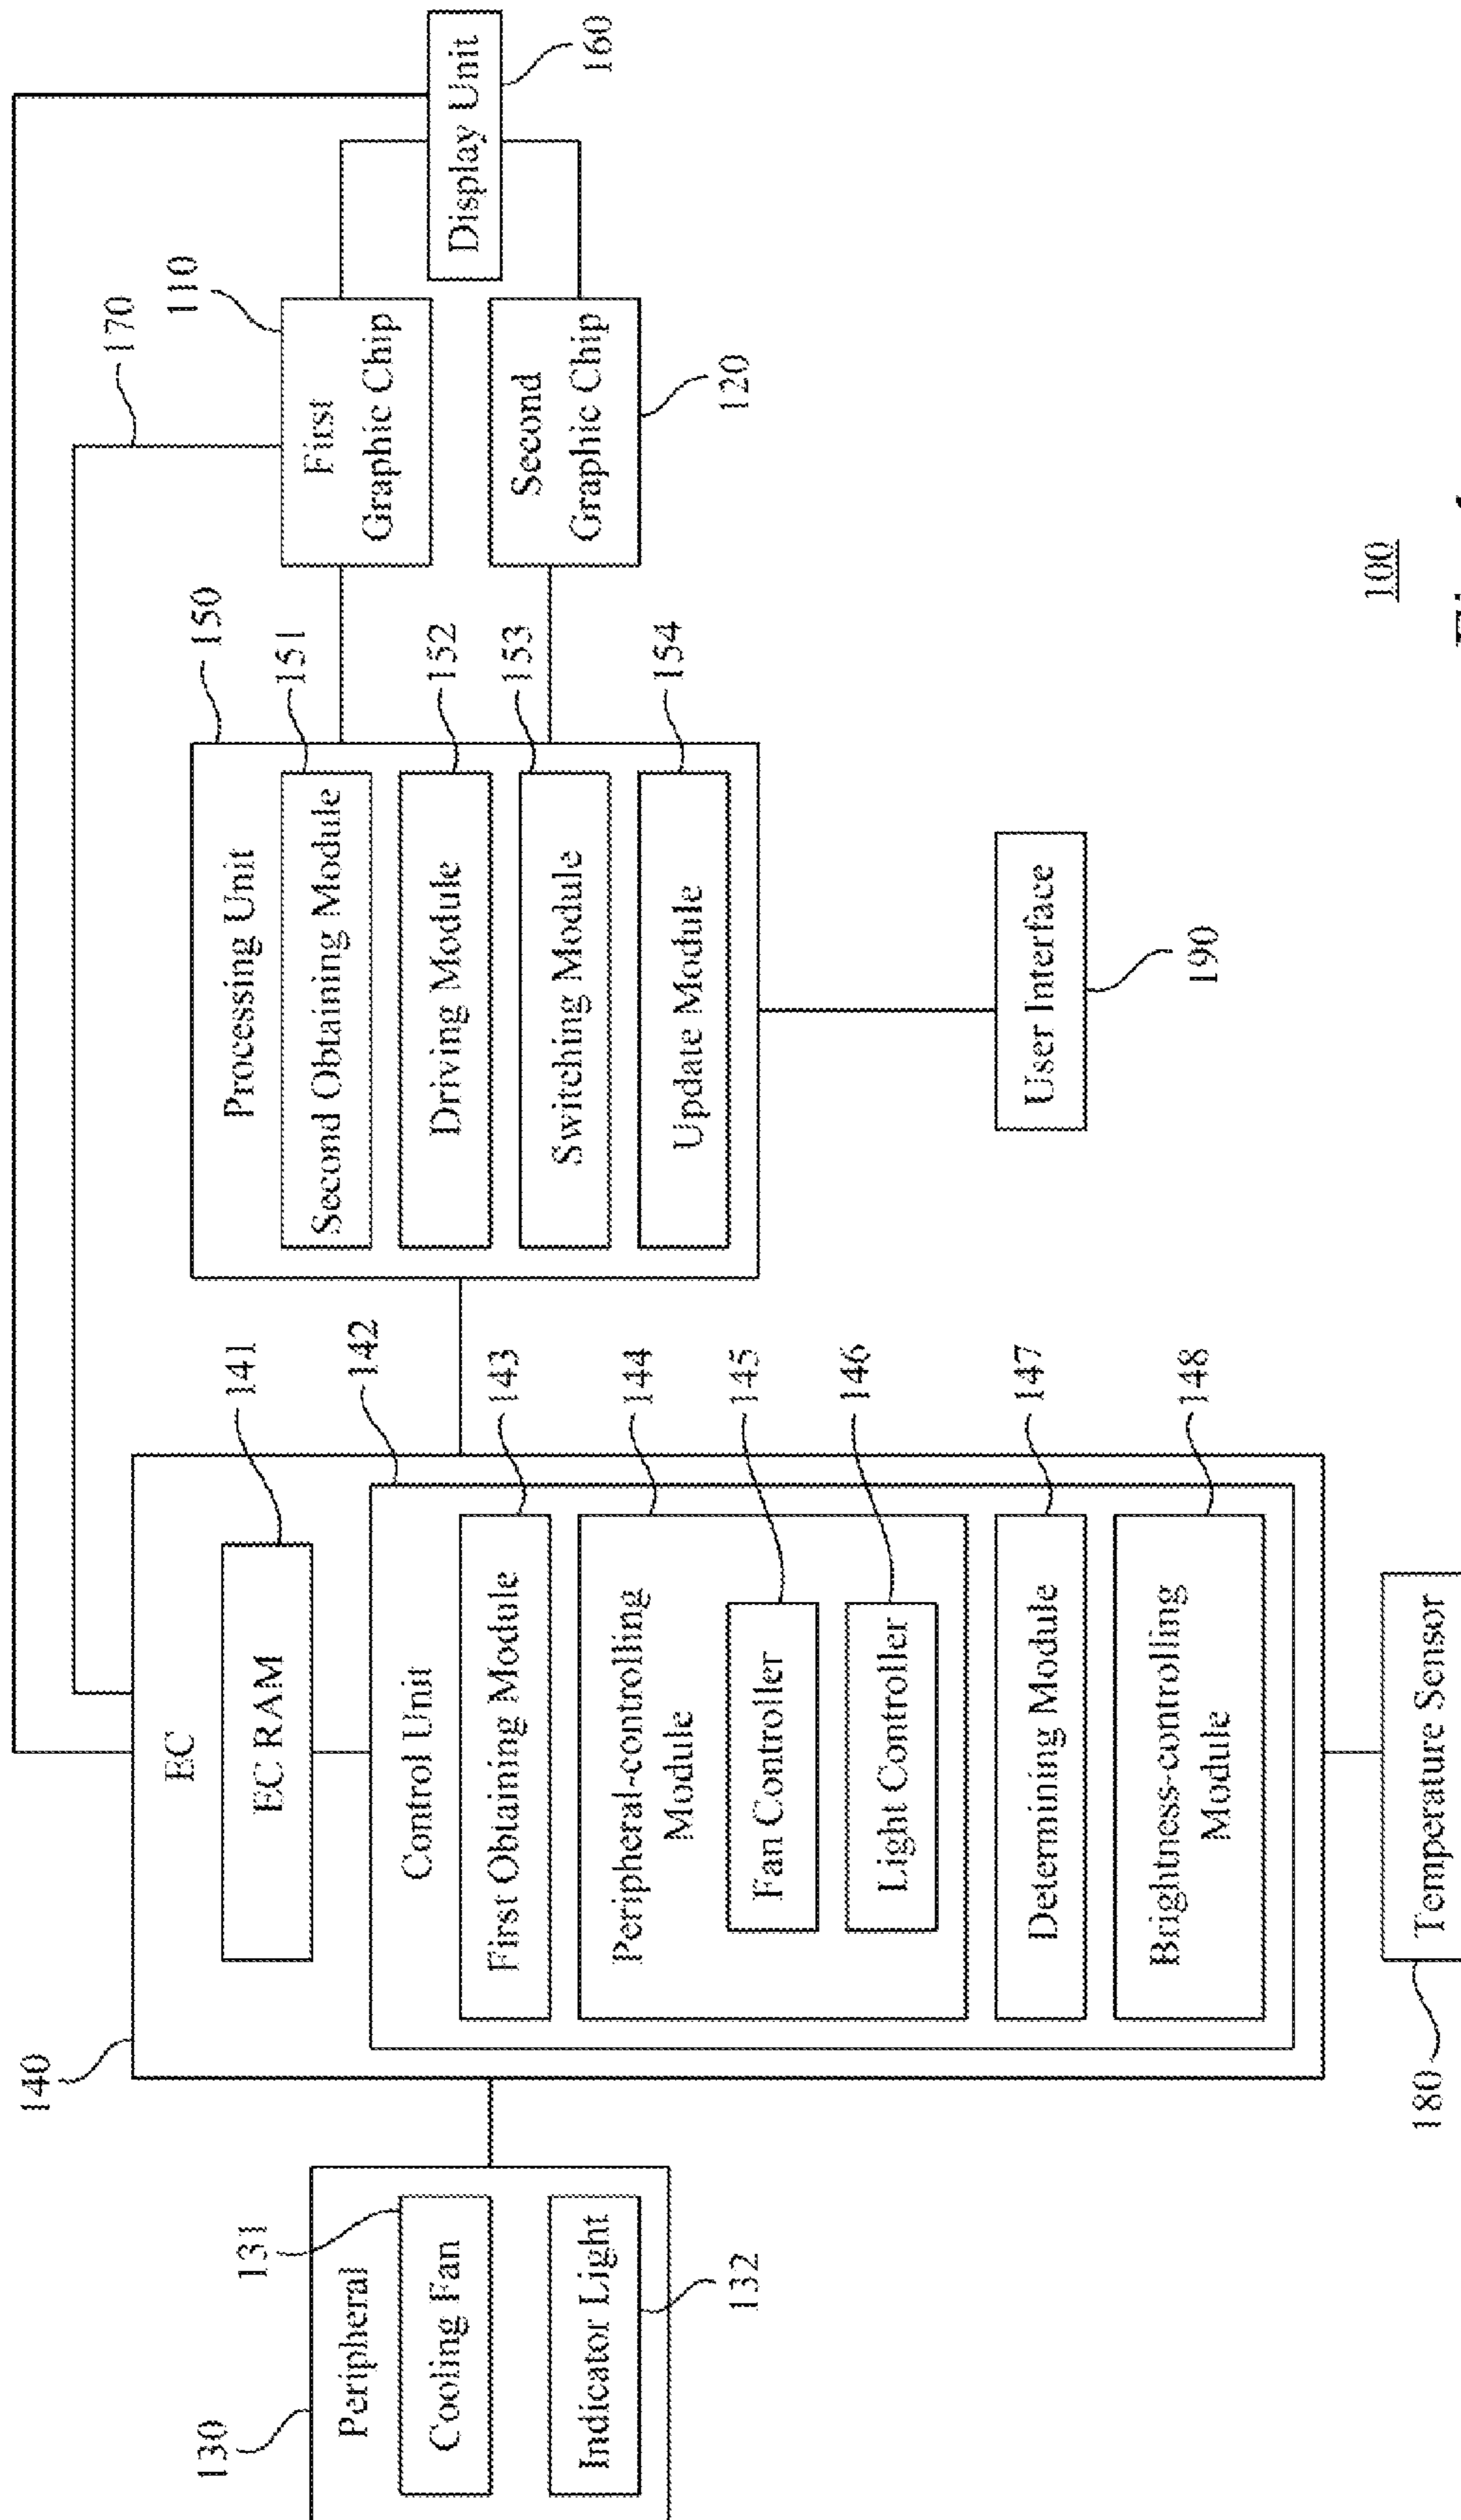 130
Peripheral
Cooling Fan
131
Indicator Light
132
140
EC
EC RAM
141
Control Unit
142
First Obtaining Module
143
Peripheral-controlling
Module
144
Fan Controller
145
Light Controller
146
Determining Module
147
Brightness-controlling
Module
148
Temperature Sensor
180
Processing Unit
150
Second Obtaining Module
151
Driving Module
152
Switching Module
153
Update Module
154
User Interface
190
170
First
Graphic Chip
110
Second
Graphic Chip
120
Display Unit
160
100